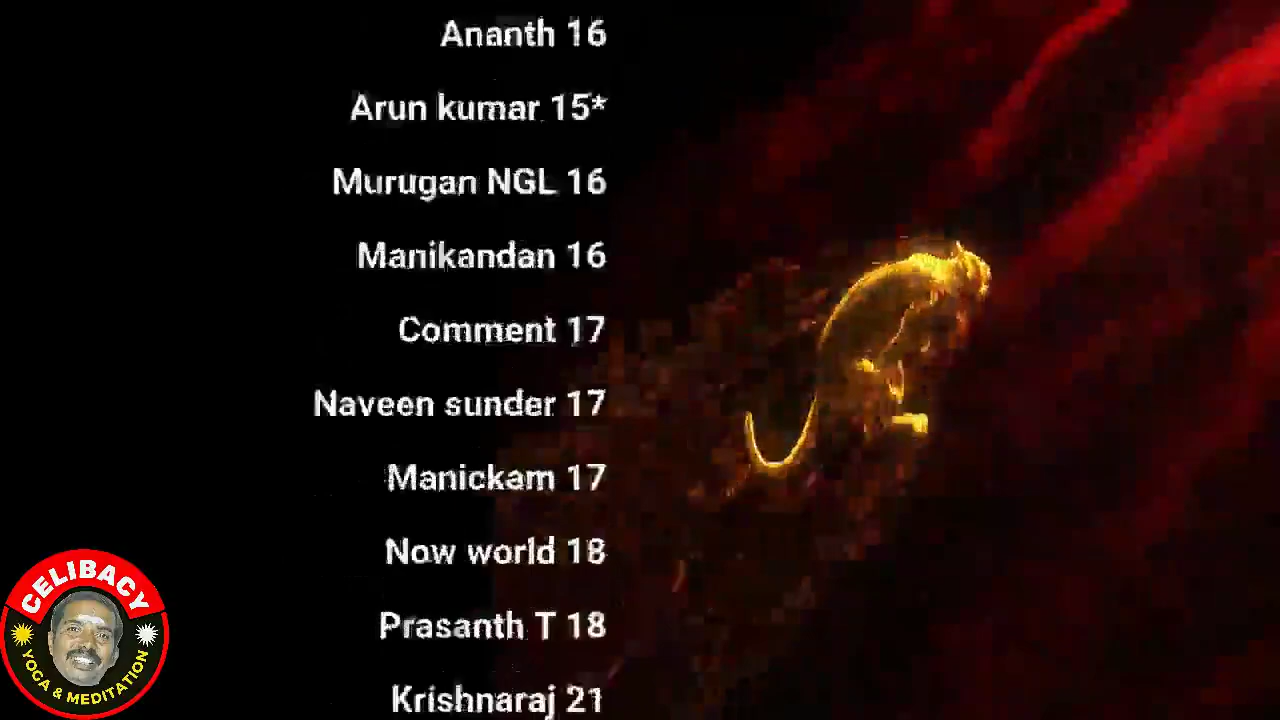 Ananth 16
Arun kumar 15*
Murugan NGL 16
Manikandan 16
Comment 17
Naveen sunder 17
Manickam 17
Now world 18
Prasanth T 18
Krishnaraj 21
CELIBACY
YOGA & MEDITATION